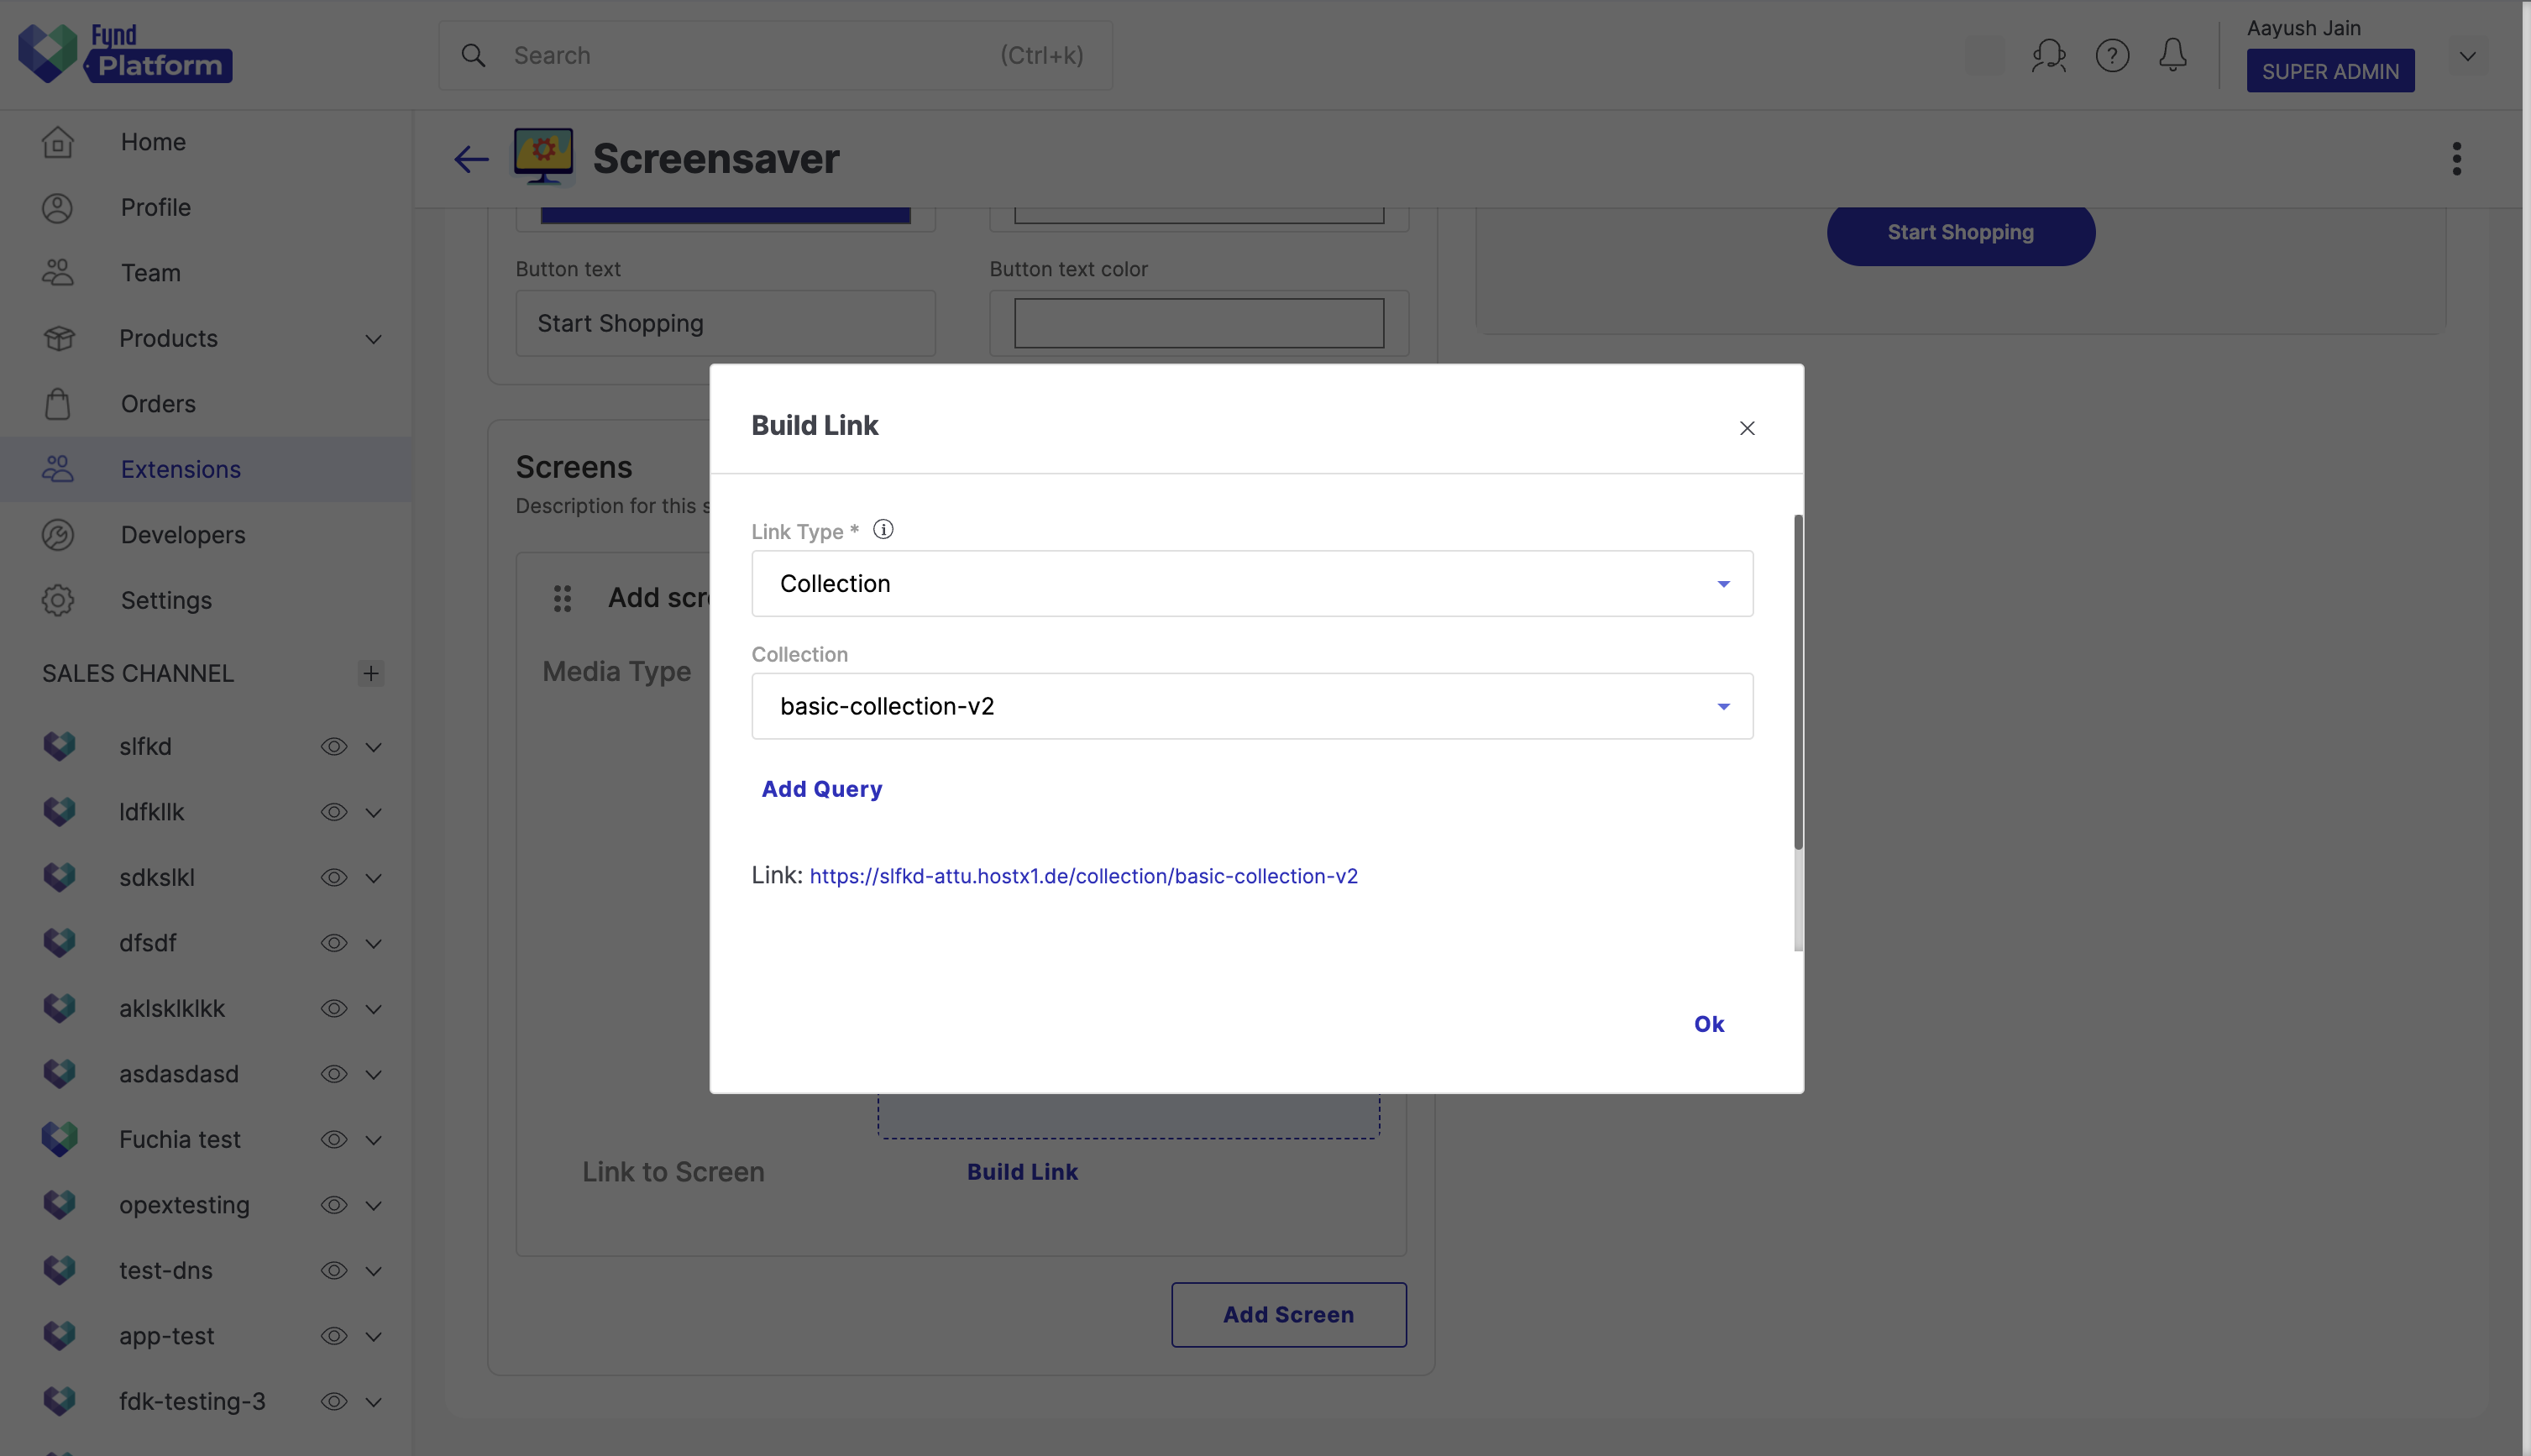 Fynd
Platform
Search (Ctrl+k)
Aayush Jain
SUPER ADMIN
Home
Profile
Team
Products
Orders
Extensions
Developers
Settings
SALES CHANNEL
slfkd
ldfkllk
sdkslkl
dfsdf
aklsklklkk
asdasdasd
Fuchia test
opextesting
test-dns
app-test
fdk-testing-3
Screensaver
Button text
Button text color
Start Shopping
Start Shopping
Screens
Description for this s
Add scr
Media Type
Build Link
Link Type *
Collection
Collection
basic-collection-v2
Add Query
Link: https://slfkd-attu.hostx1.de/collection/basic-collection-v2
Ok
Link to Screen
Build Link
Add Screen